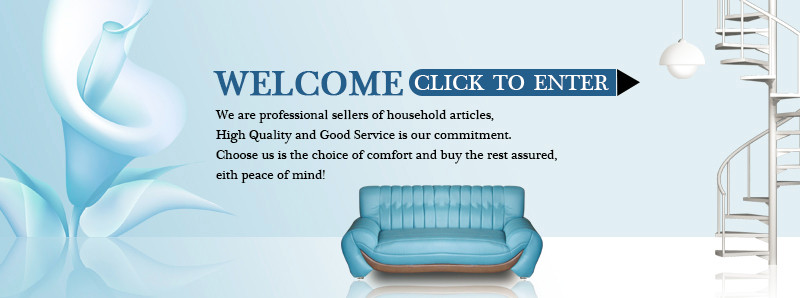 WELCOME CLICK TO ENTER
We are professional sellers of household articles,
High Quality and Good Service is our commitment.
Choose us is the choice of comfort and buy the rest assured,
eith peace of mind!